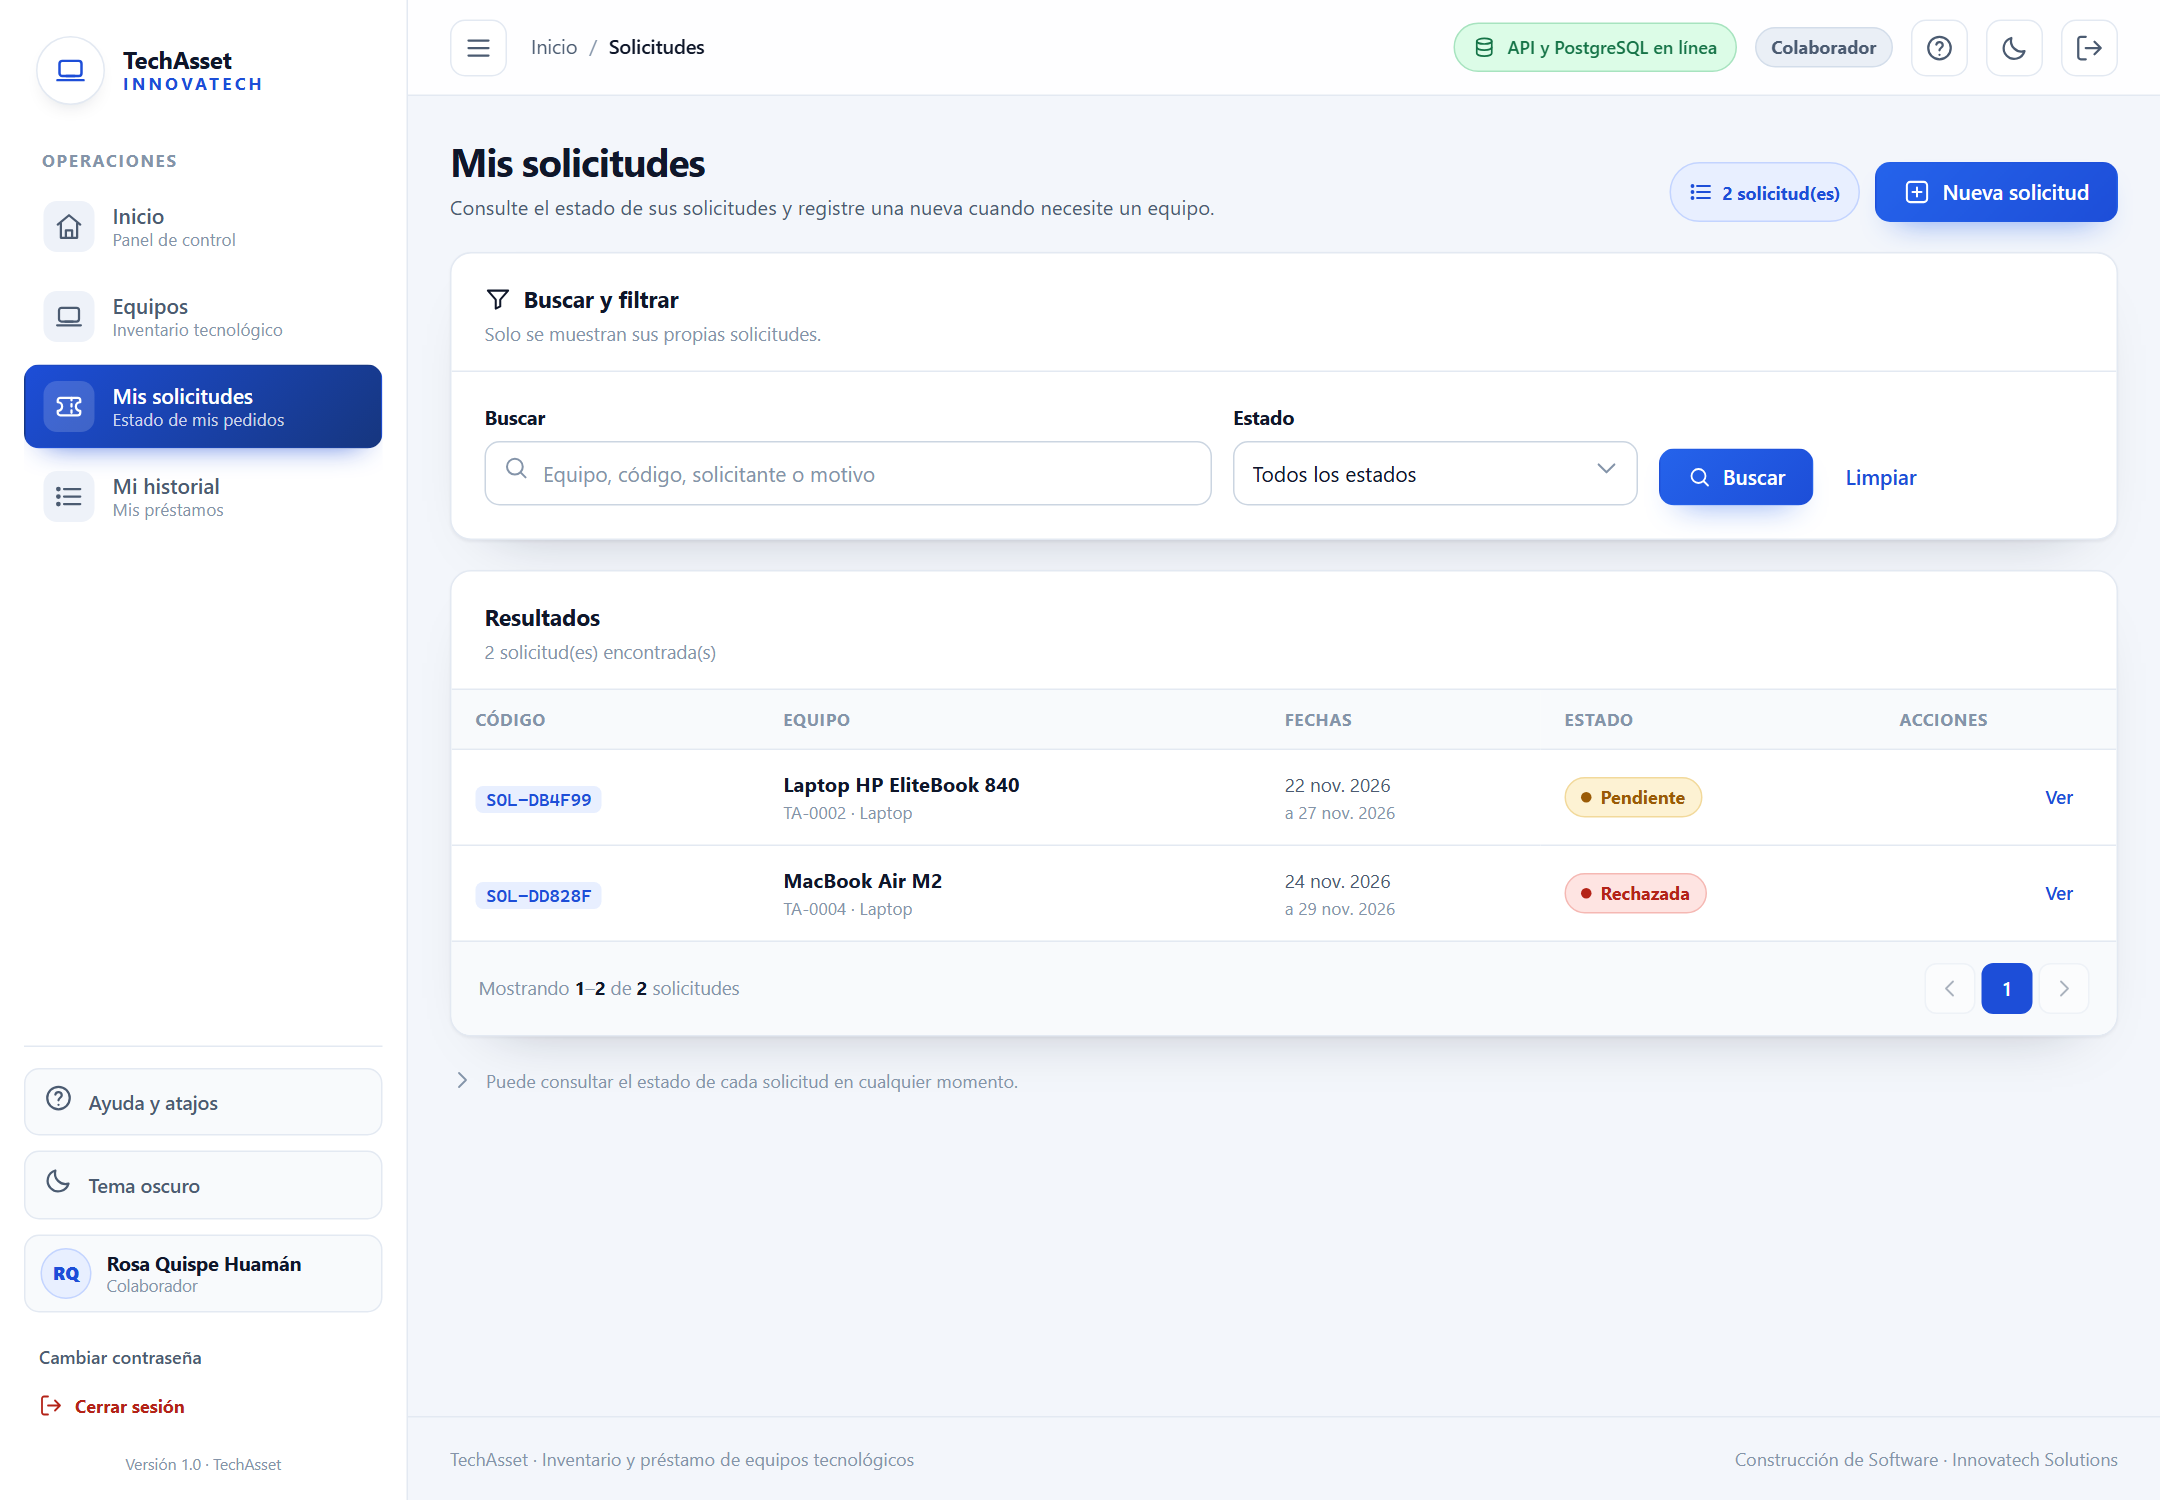 TechAsset
INNOVATECH
OPERACIONES
Inicio
Panel de control
Equipos
Inventario tecnológico
Mis solicitudes
Estado de mis pedidos
Mi historial
Mis préstamos
Ayuda y atajos
Tema oscuro
RQ
Rosa Quispe Huamán
Colaborador
Cambiar contraseña
Cerrar sesión
Versión 1.0 · TechAsset
Inicio / Solicitudes
API y PostgreSQL en línea
Colaborador
Mis solicitudes
Consulte el estado de sus solicitudes y registre una nueva cuando necesite un equipo.
2 solicitud(es)
Nueva solicitud
Buscar y filtrar
Solo se muestran sus propias solicitudes.
Buscar
Equipo, código, solicitante o motivo
Estado
Todos los estados
Buscar
Limpiar
Resultados
2 solicitud(es) encontrada(s)
CÓDIGO EQUIPO FECHAS ESTADO ACCIONES
SOL-DB4F99
Laptop HP EliteBook 840
TA-0002 · Laptop
22 nov. 2026
a 27 nov. 2026
Pendiente
Ver
SOL-DD828F
MacBook Air M2
TA-0004 · Laptop
24 nov. 2026
a 29 nov. 2026
Rechazada
Ver
Mostrando 1–2 de 2 solicitudes
1
Puede consultar el estado de cada solicitud en cualquier momento.
TechAsset · Inventario y préstamo de equipos tecnológicos
Construcción de Software · Innovatech Solutions